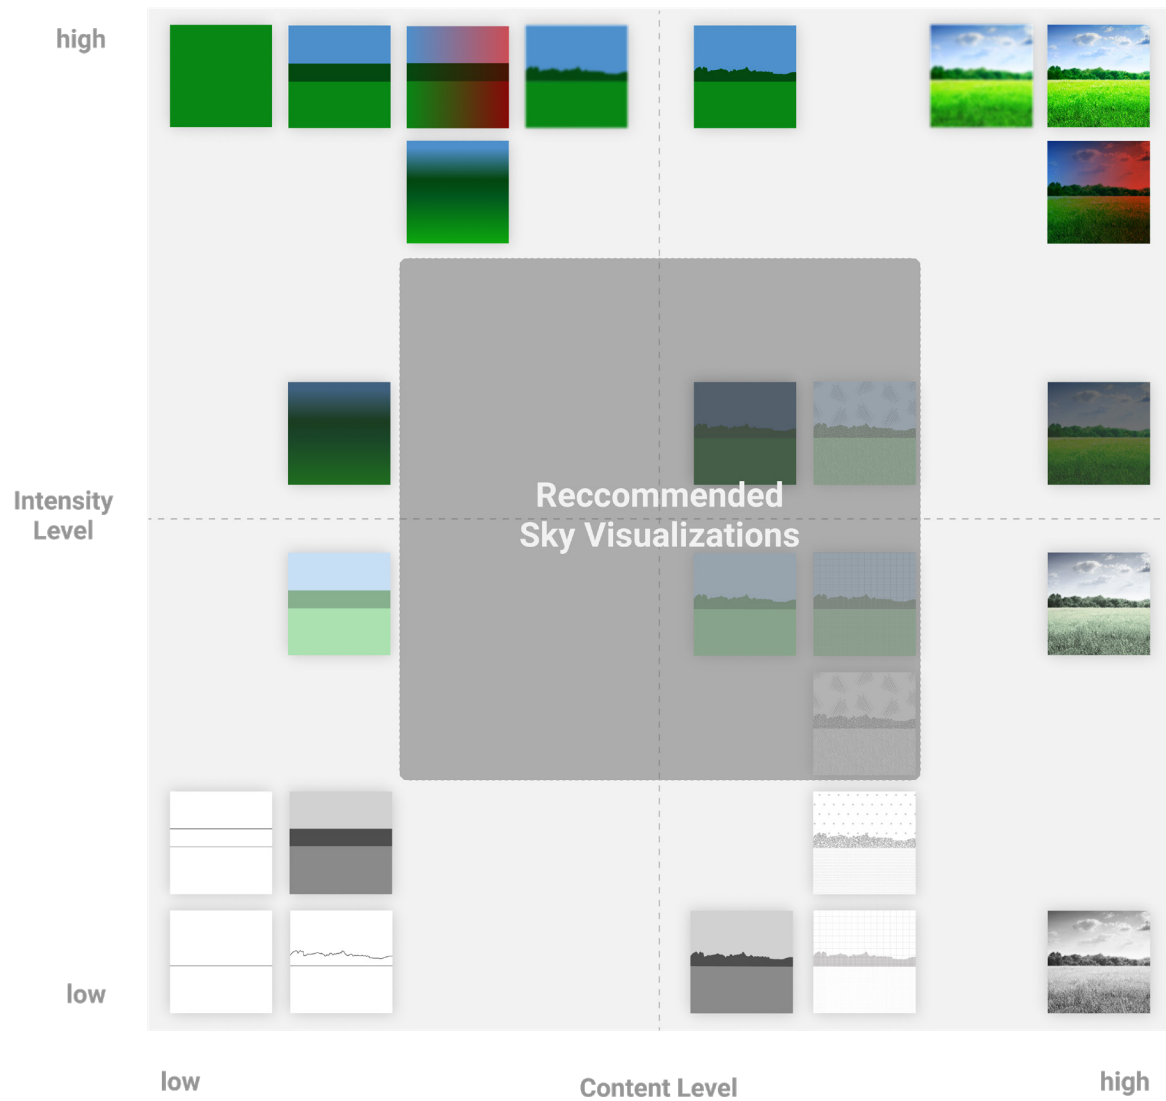 high
Intensity
Level
Reccommended
Sky Visualizations
low
low
Content Level
high